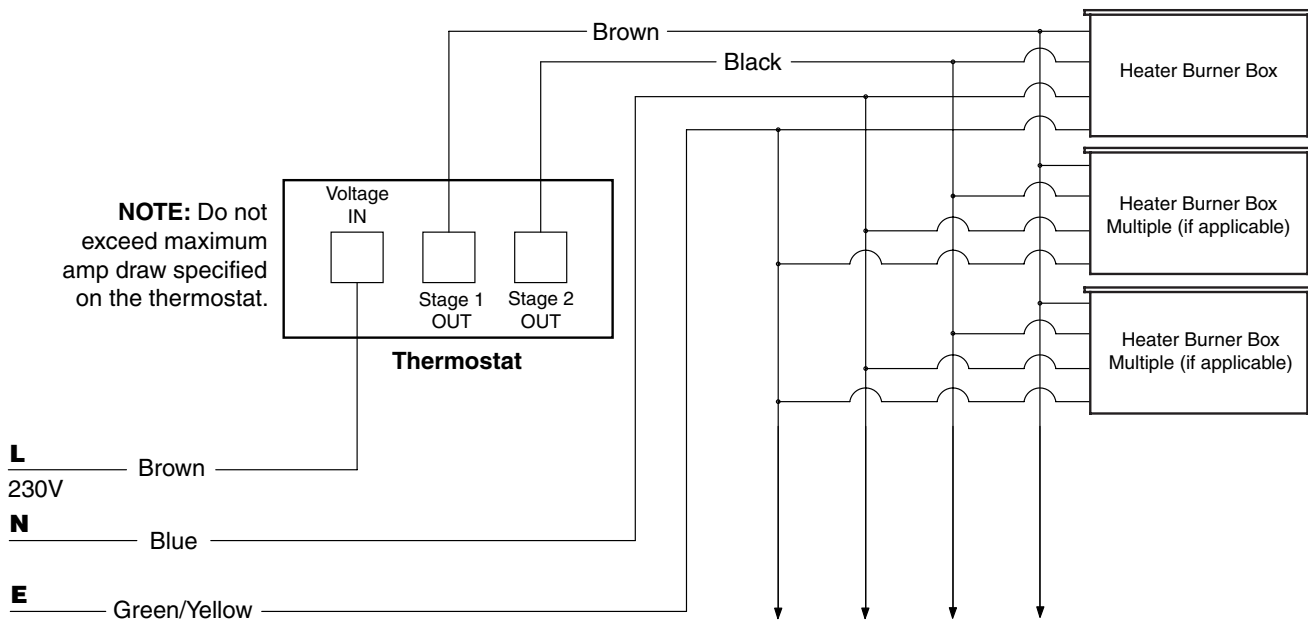 Brown
Black
Heater Burner Box
Heater Burner Box
Multiple (if applicable)
Heater Burner Box
Multiple (if applicable)
NOTE: Do not
exceed maximum
amp draw specified
on the thermostat.
Voltage
IN
Stage 1
OUT
Stage 2
OUT
Thermostat
L
Brown
230V
N
Blue
E
Green/Yellow